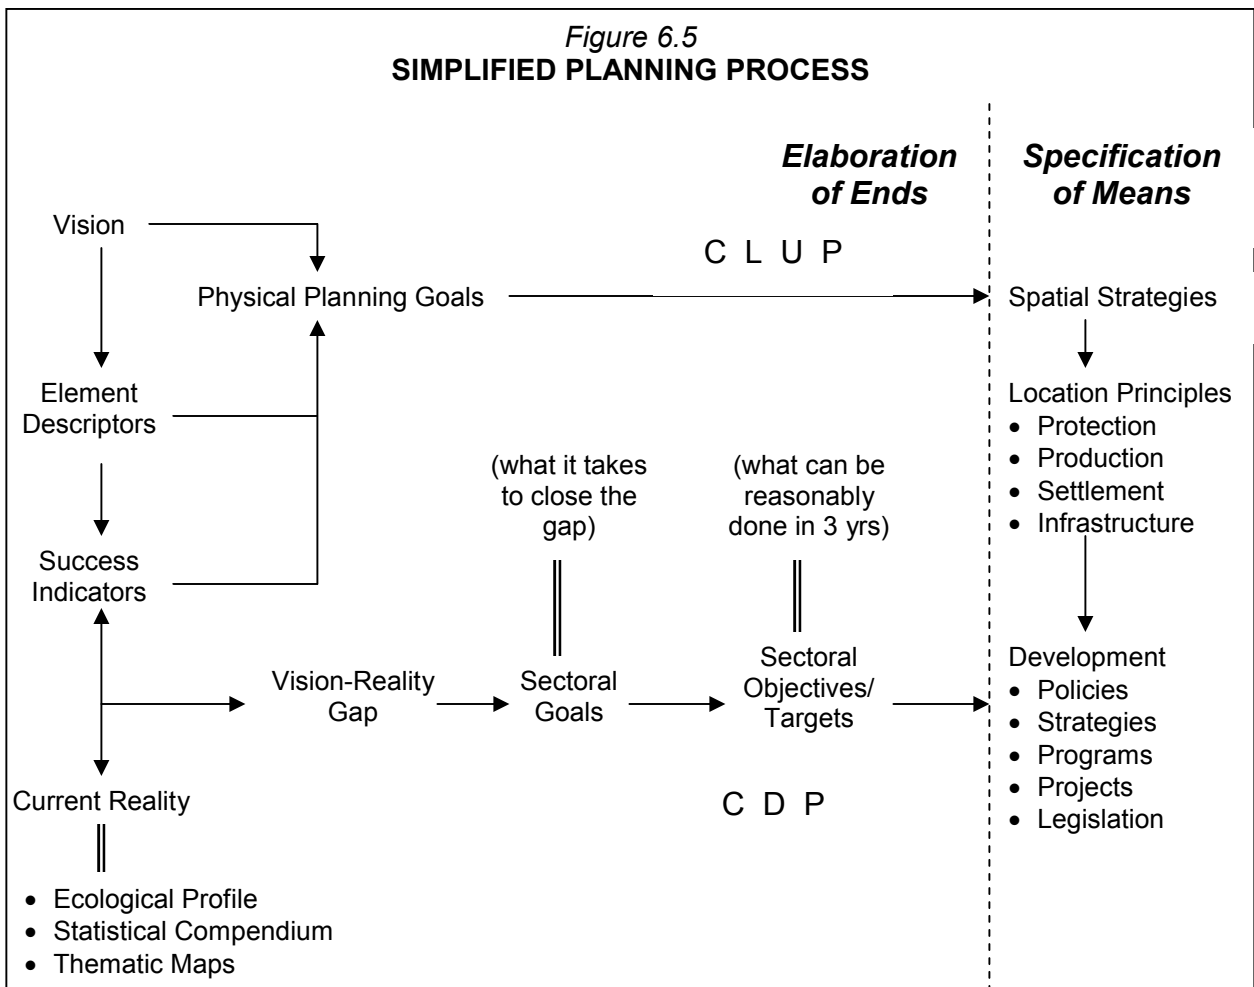 Figure 6.5
SIMPLIFIED PLANNING PROCESS
Elaboration
of Ends
Specification
of Means
Vision
C L U P
Physical Planning Goals
Spatial Strategies
Element
Descriptors
Location Principles
• Protection
• Production
• Settlement
• Infrastructure
(what it takes
to close the
gap)
(what can be
reasonably
done in 3 yrs)
Success
Indicators
Vision-Reality
Gap
Sectoral
Goals
Sectoral
Objectives/
Targets
Development
• Policies
• Strategies
• Programs
• Projects
• Legislation
Current Reality
C D P
• Ecological Profile
• Statistical Compendium
• Thematic Maps